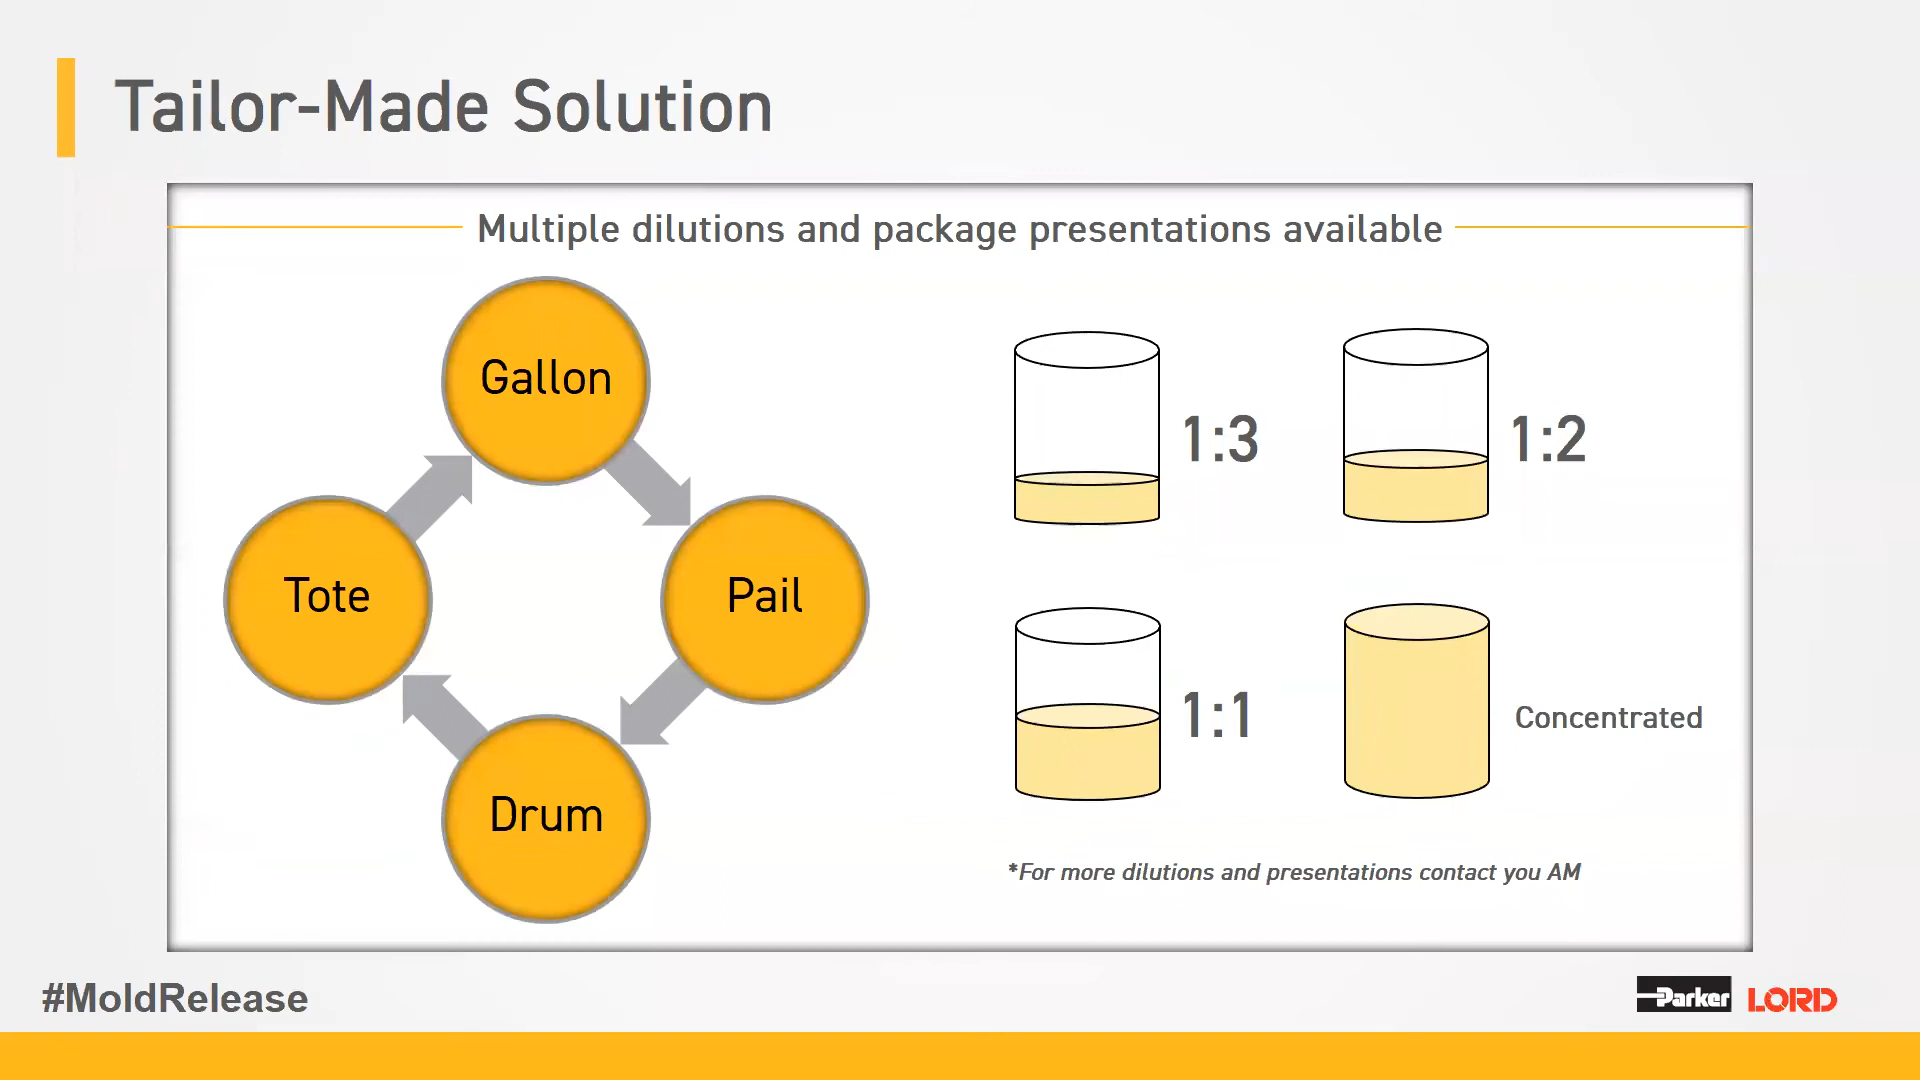 Tailor-Made Solution
Multiple dilutions and package presentations available
Gallon
Pail
Drum
Tote
1:3
1:2
1:1
Concentrated
*For more dilutions and presentations contact you AM
#MoldRelease
Parker LORD